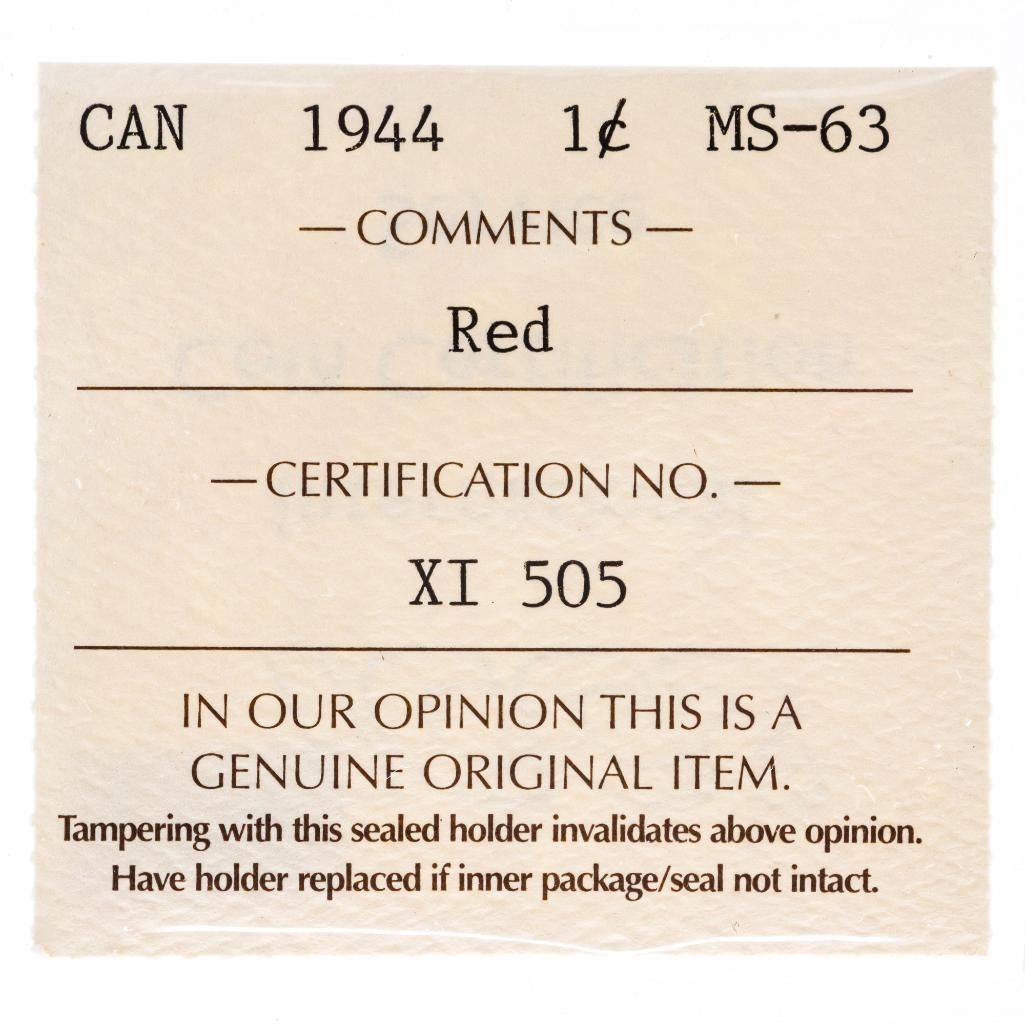 CAN 1944 1¢ MS-63
— COMMENTS —
Red
— CERTIFICATION NO. —
XI 505
IN OUR OPINION THIS IS A
GENUINE ORIGINAL ITEM.
Tampering with this sealed holder invalidates above opinion.
Have holder replaced if inner package/seal not intact.